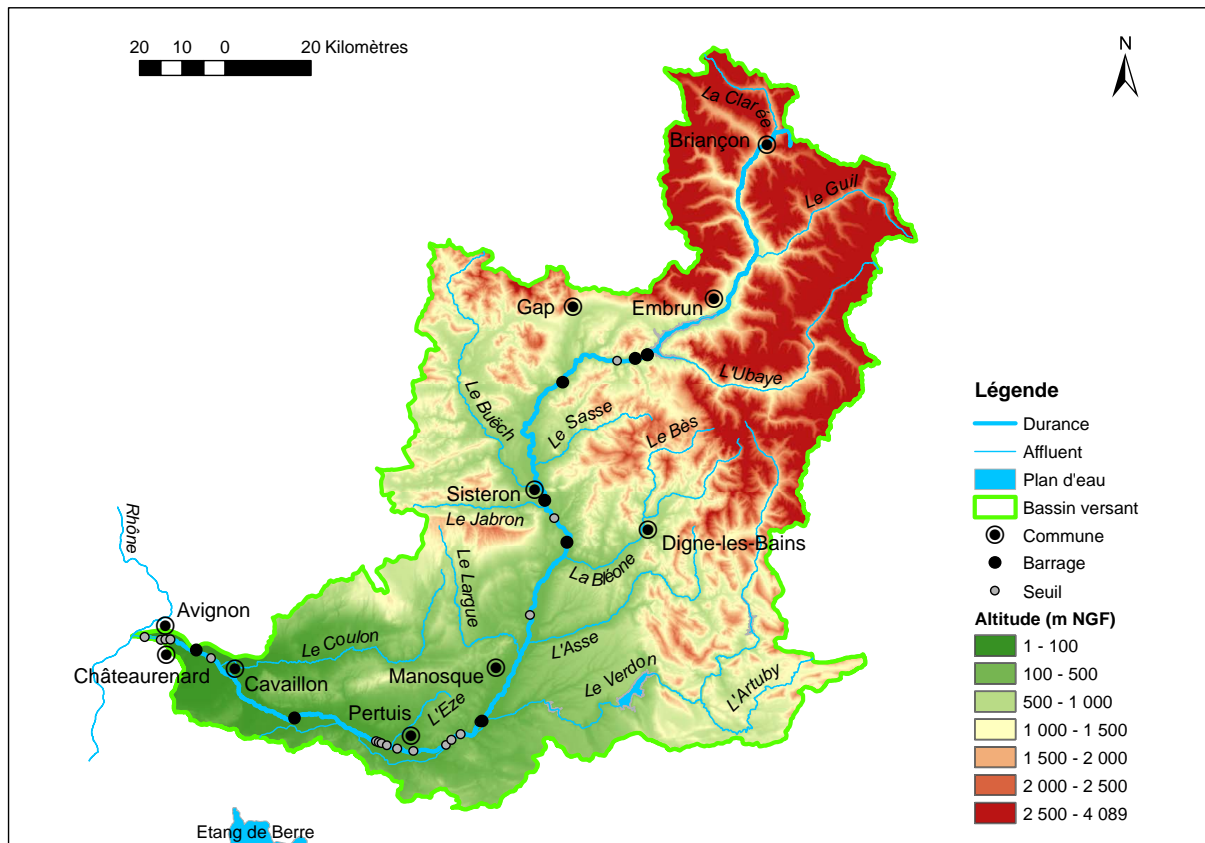 20 10 0 20 Kilomètres
N
La Clarée
Briançon
Le Guil
Gap
Embrun
L'Ubaye
Le Buëch
Le Sasse
Le Bès
Sisteron
Le Jabron
Digne-les-Bains
La Bléone
Le Largue
Rhône
Avignon
Le Coulon
L'Asse
Châteaurenard
Cavaillon
Manosque
Le Verdon
L'Artuby
Pertuis
L'Eze
Etang de Berre
Légende
Durance
Affluent
Plan d'eau
Bassin versant
Commune
Barrage
Seuil
Altitude (m NGF)
1 - 100
100 - 500
500 - 1 000
1 000 - 1 500
1 500 - 2 000
2 000 - 2 500
2 500 - 4 089